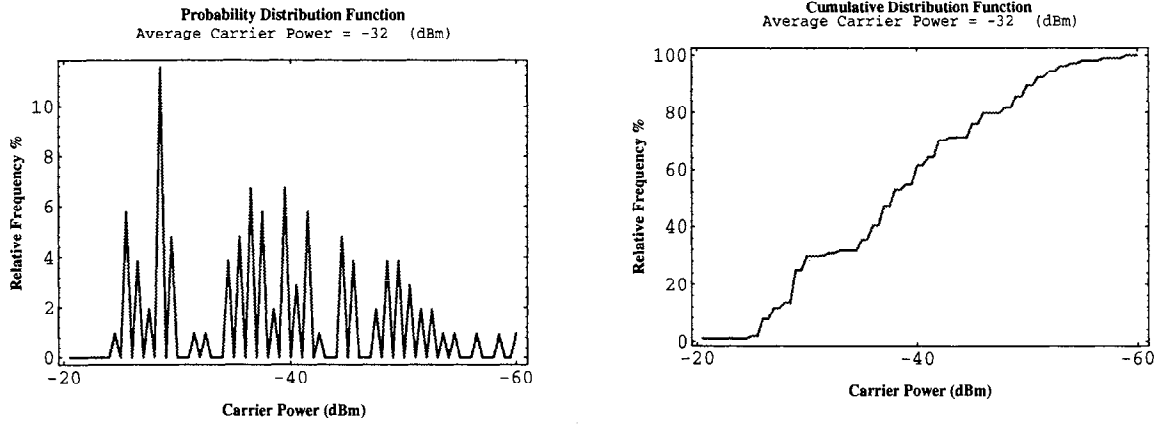 Probability Distribution Function
Average Carrier Power = -32 (dBm)
Relative Frequency %
10
8
6
4
2
0
-20
-40
-60
Carrier Power (dBm)
Cumulative Distribution Function
Average Carrier Power = -32 (dBm)
Relative Frequency %
100
80
60
40
20
0
-20
-40
-60
Carrier Power (dBm)